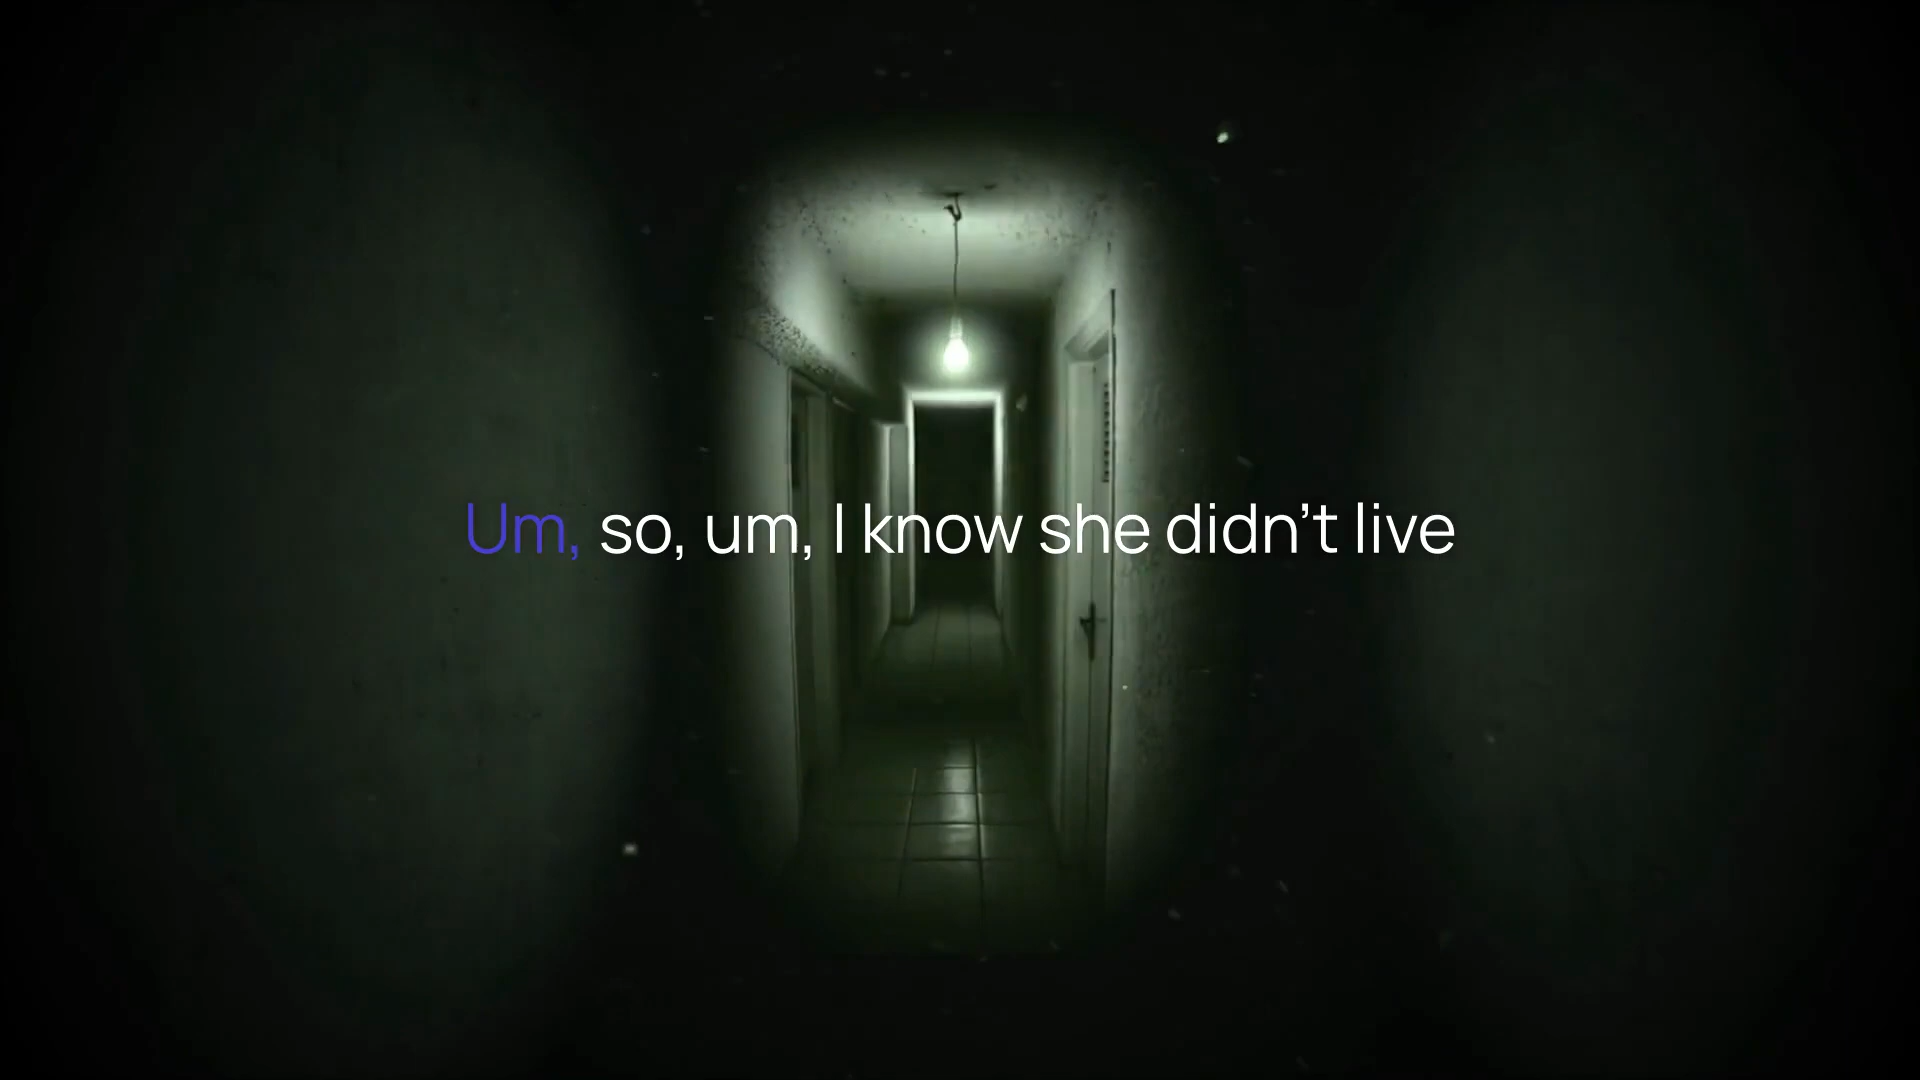 Um, so, um, I know she didn’t live